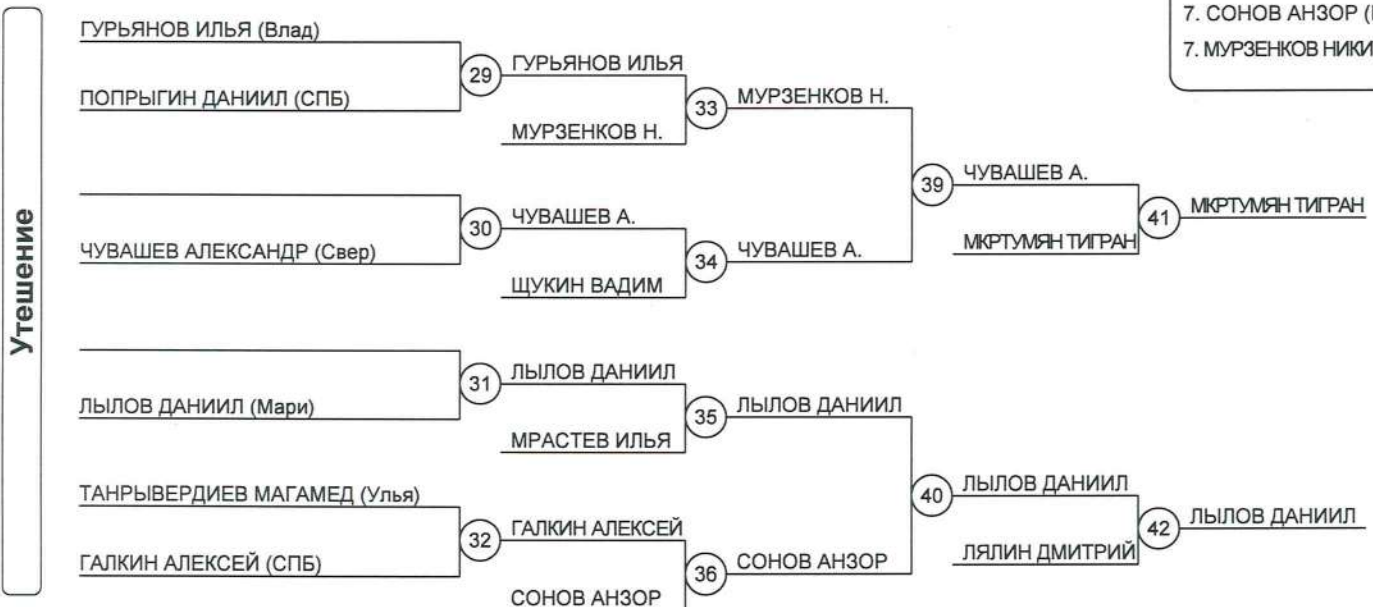 7. СОНОВ АНЗОР (
7. МУРЗЕНКОВ НИКИ
Утешение
ГУРЬЯНОВ ИЛЬЯ (Влад)
29
ГУРЬЯНОВ ИЛЬЯ
ПОПРЫГИН ДАНИИЛ (СПБ)
33
МУРЗЕНКОВ Н.
МУРЗЕНКОВ Н.
39
ЧУВАШЕВ А.
30
ЧУВАШЕВ А.
ЧУВАШЕВ АЛЕКСАНДР (Свер)
34
ЧУВАШЕВ А.
ЩУКИН ВАДИМ
МКРТУМЯН ТИГРАН
41
МКРТУМЯН ТИГРАН
31
ЛЫЛОВ ДАНИИЛ
ЛЫЛОВ ДАНИИЛ (Мари)
35
ЛЫЛОВ ДАНИИЛ
МРАСТЕВ ИЛЬЯ
ТАНРЫВЕРДИЕВ МАГАМЕД (Улья)
40
ЛЫЛОВ ДАНИИЛ
32
ГАЛКИН АЛЕКСЕЙ
ГАЛКИН АЛЕКСЕЙ (СПБ)
36
СОНОВ АНЗОР
СОНОВ АНЗОР
ЛЯЛИН ДМИТРИЙ
42
ЛЫЛОВ ДАНИИЛ